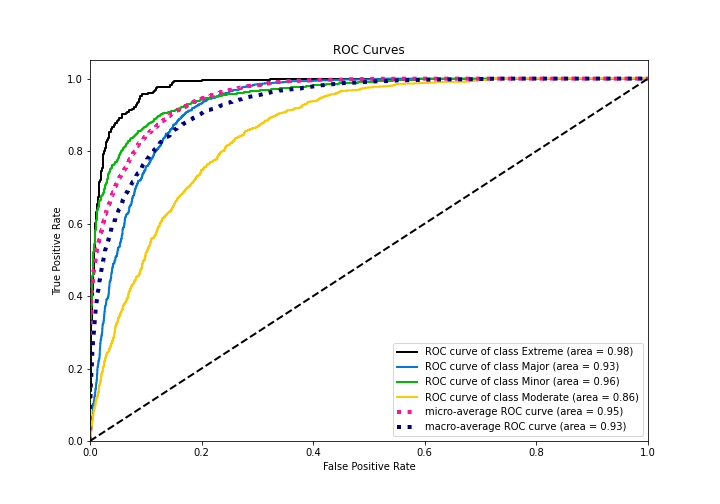 ROC Curves
True Positive Rate
1.0
0.8
0.6
0.4
0.2
0.0
0.0 0.2 0.4 0.6 0.8 1.0
False Positive Rate
ROC curve of class Extreme (area = 0.98)
ROC curve of class Major (area = 0.93)
ROC curve of class Minor (area = 0.96)
ROC curve of class Moderate (area = 0.86)
micro-average ROC curve (area = 0.95)
macro-average ROC curve (area = 0.93)